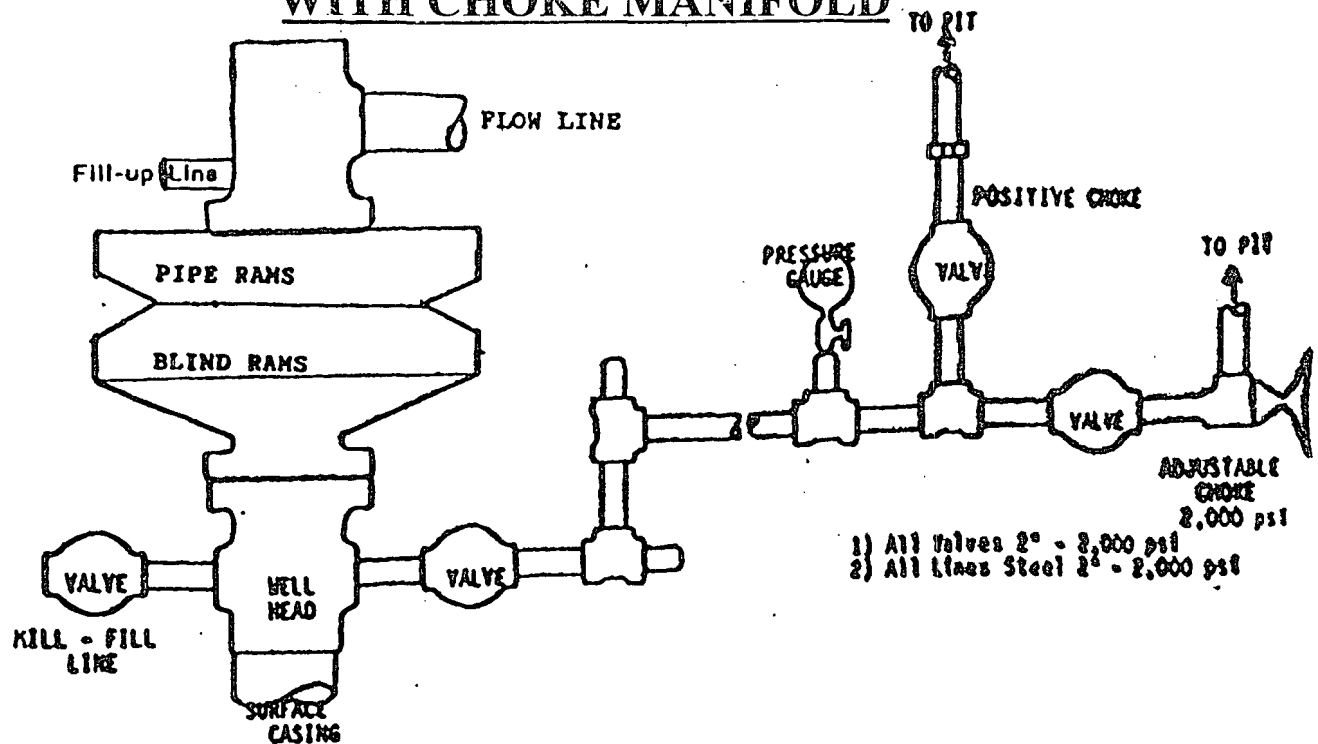 WITH CHOKE MANIFOLD
TO PIT
FLOW LINE
Fill-up Line
POSITIVE CHOKE
PIPE RAMS
PRESSURE
GAUGE
VALV
TO PIT
BLIND RAMS
VALVE
ADJUSTABLE
CHOKE
2,000 psi
1) All Valves 2" - 2,000 psi
2) All Lines Steel 2" - 2,000 psi
VALVE
WELL
HEAD
VALVE
KILL - FILL
LINE
SURFACE
CASING